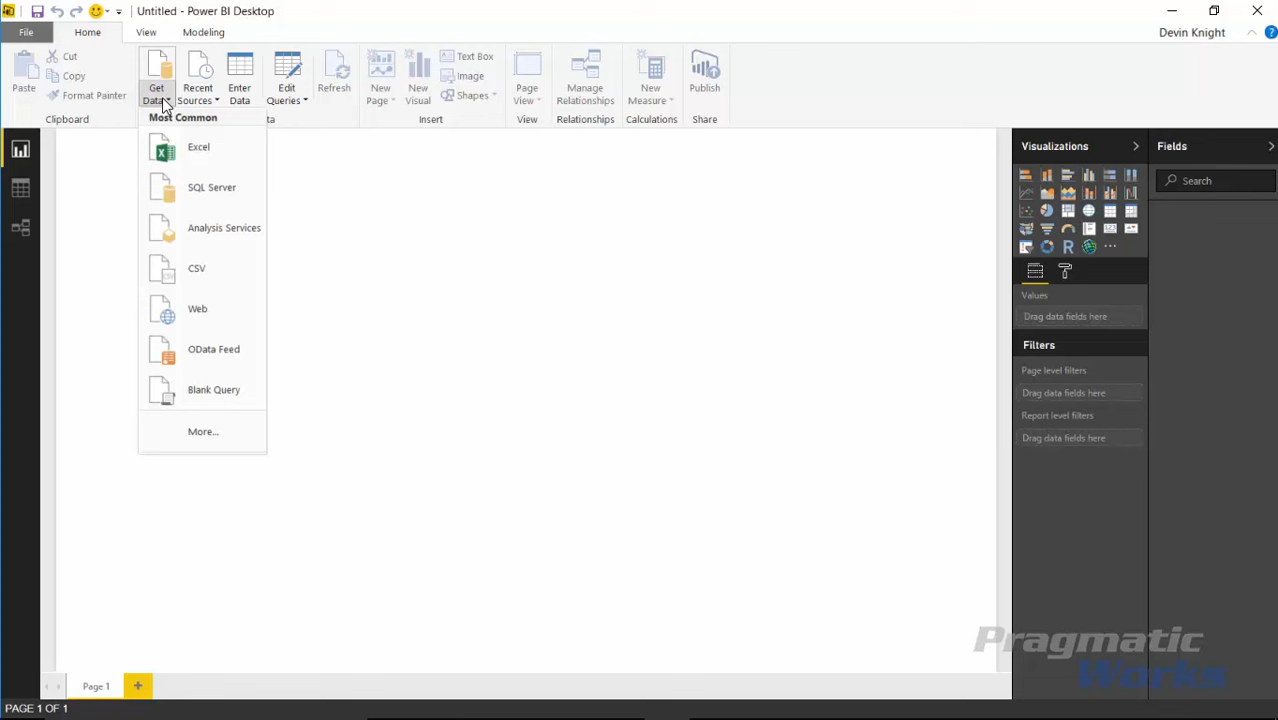 Untitled - Power BI Desktop
File
Home
View
Modeling
Devin Knight
Paste
Cut
Copy
Format Painter
Clipboard
Get Data
Recent Sources
Enter Data
Edit Queries
Refresh
New Page
New Visual
Text Box
Image
Shapes
Insert
Page View
View
Manage Relationships
Relationships
New Measure
Calculations
Publish
Share
ta
Most Common
Excel
SQL Server
Analysis Services
CSV
Web
OData Feed
Blank Query
More...
Visualizations
Values
Drag data fields here
Filters
Page level filters
Drag data fields here
Report level filters
Drag data fields here
Fields
Search
Pragmatic
Works
Page 1
PAGE 1 OF 1